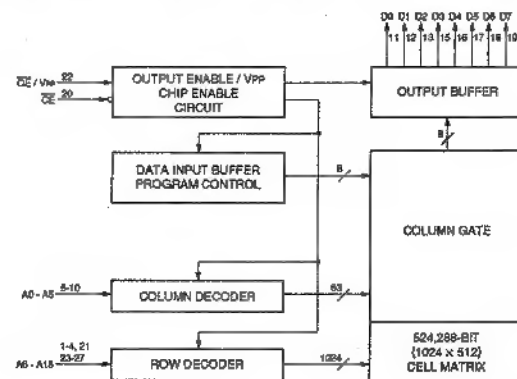 D0 D1 D2 D3 D4 D5 D6 D7
11 12 13 15 16 17 18 19
OE / VPP 22
CE 20
OUTPUT ENABLE / VPP
CHIP ENABLE
CIRCUIT
OUTPUT BUFFER
8
DATA INPUT BUFFER
PROGRAM CONTROL
8
COLUMN GATE
A0 - A5 5-10
COLUMN DECODER
63
1-4, 21
A6 - A15 23-27
ROW DECODER
1024
524,288-BIT
(1024 x 512)
CELL MATRIX